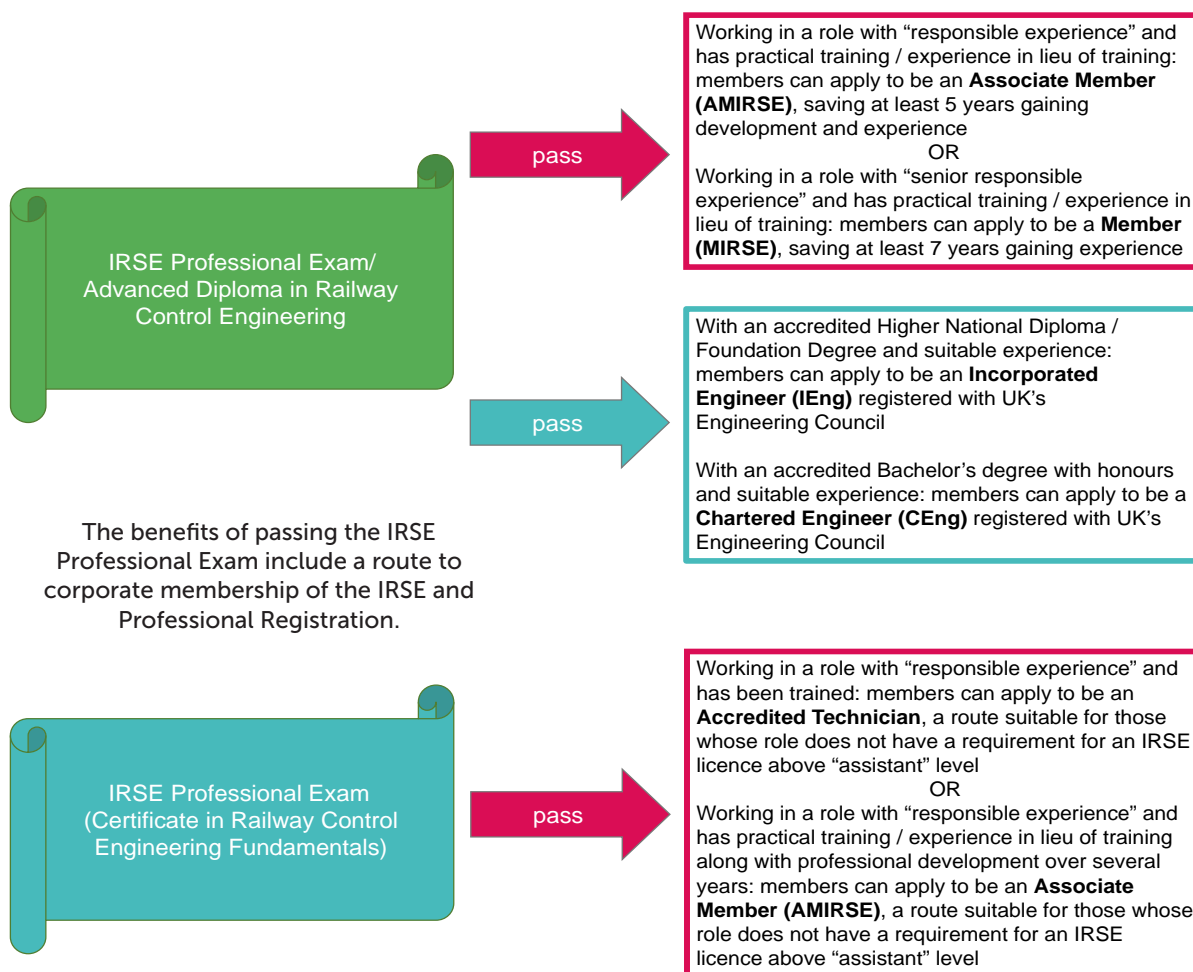 IRSE Professional Exam/
Advanced Diploma in Railway
Control Engineering
pass
Working in a role with “responsible experience” and
has practical training / experience in lieu of training:
members can apply to be an Associate Member
(AMIRSE), saving at least 5 years gaining
development and experience
OR
Working in a role with “senior responsible
experience” and has practical training / experience in
lieu of training: members can apply to be a Member
(MIRSE), saving at least 7 years gaining experience
pass
With an accredited Higher National Diploma /
Foundation Degree and suitable experience:
members can apply to be an Incorporated
Engineer (IEng) registered with UK’s
Engineering Council
With an accredited Bachelor’s degree with honours
and suitable experience: members can apply to be a
Chartered Engineer (CEng) registered with UK’s
Engineering Council
The benefits of passing the IRSE
Professional Exam include a route to
corporate membership of the IRSE and
Professional Registration.
IRSE Professional Exam
(Certificate in Railway Control
Engineering Fundamentals)
pass
Working in a role with “responsible experience” and
has been trained: members can apply to be an
Accredited Technician, a route suitable for those
whose role does not have a requirement for an IRSE
licence above “assistant” level
OR
Working in a role with “responsible experience” and
has practical training / experience in lieu of training
along with professional development over several
years: members can apply to be an Associate
Member (AMIRSE), a route suitable for those whose
role does not have a requirement for an IRSE
licence above “assistant” level